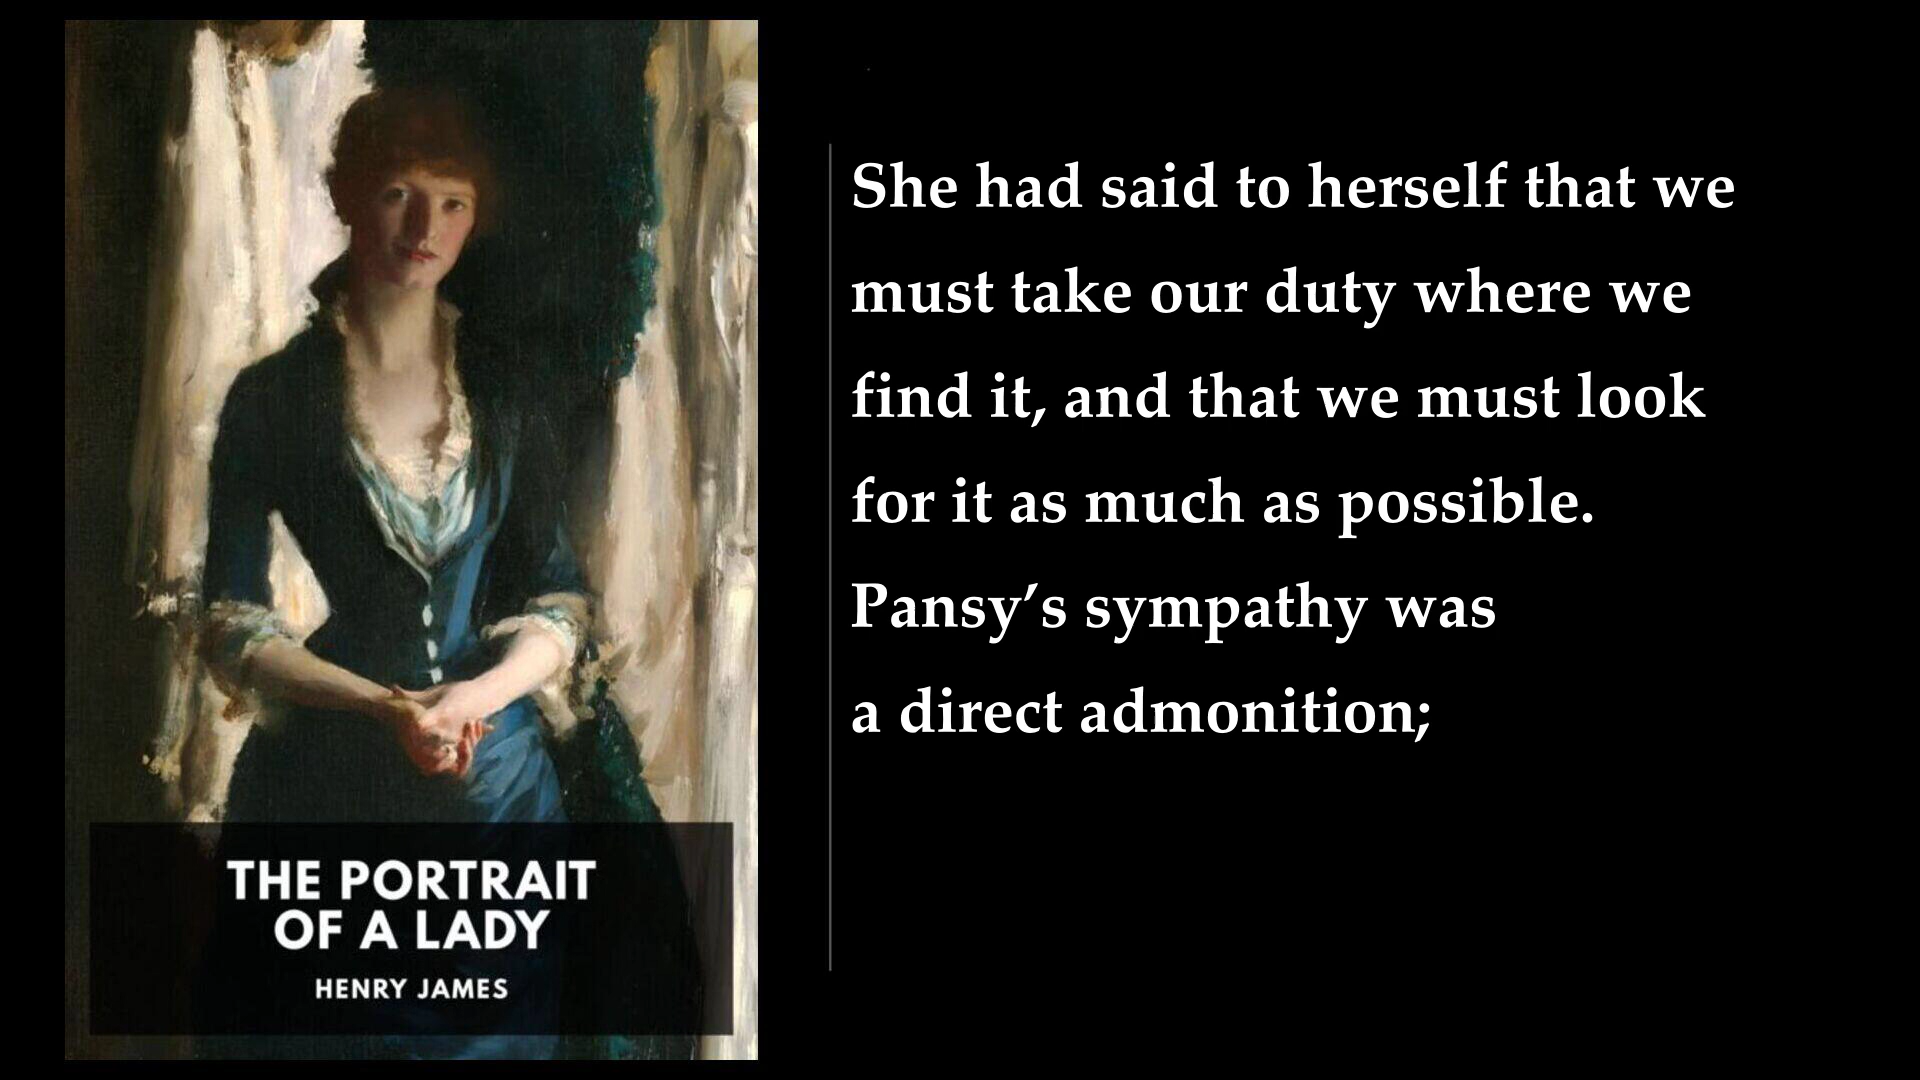 THE PORTRAIT
OF A LADY
HENRY JAMES
She had said to herself that we
must take our duty where we
find it, and that we must look
for it as much as possible.
Pansy’s sympathy was
a direct admonition;